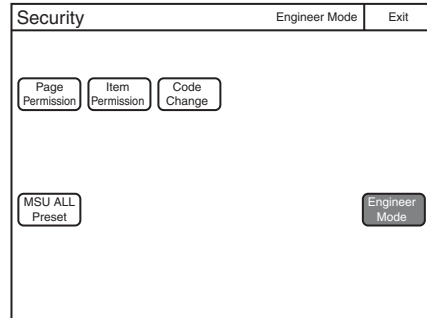 Security Engineer Mode Exit
Page Item Code
Permission Permission Change
MSU ALL Engineer
Preset Mode